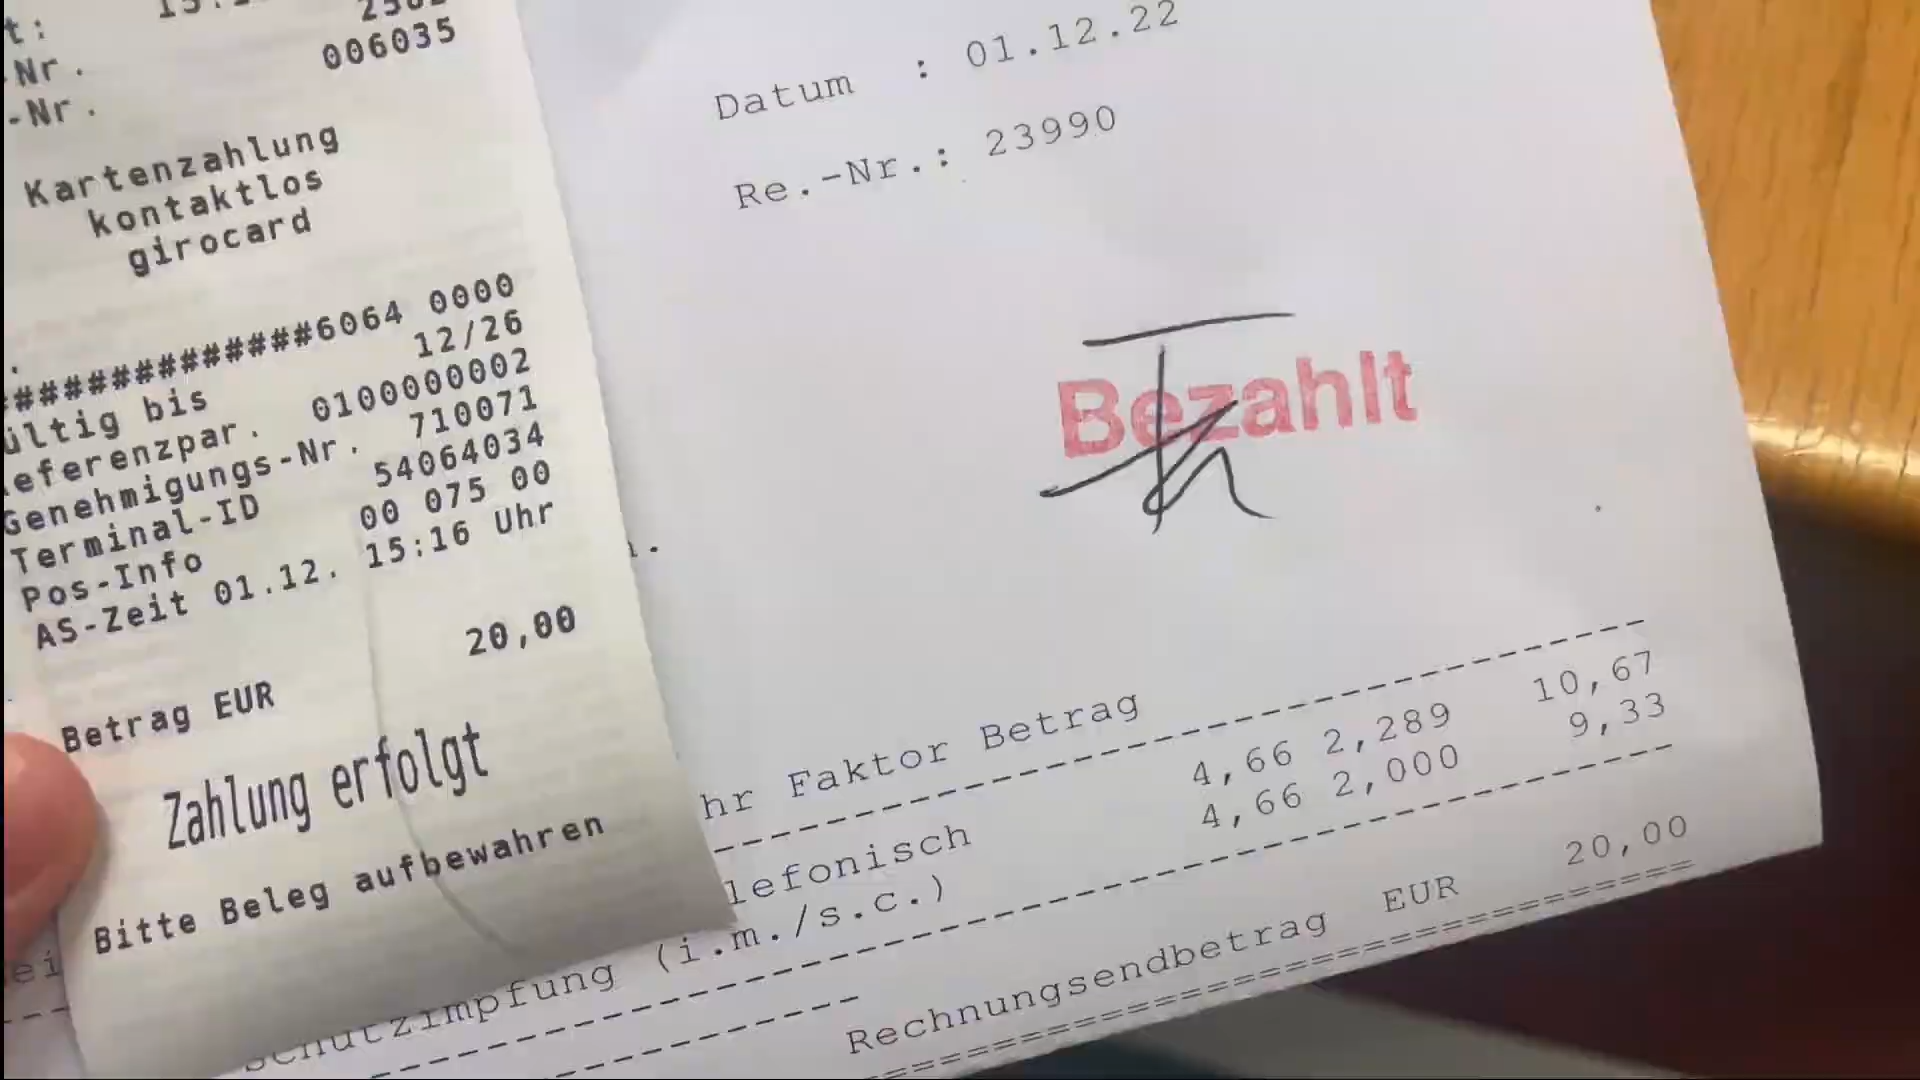 t:
-Nr.
006035
-Nr.
Kartenzahlung
kontaktlos
girocard
#############6064 0000
ültig bis 12/26
eferenzpar. 0100000002
Genehmigungs-Nr. 710071
Terminal-ID 54064034
Pos-Info 00 075 00
AS-Zeit 01.12. 15:16 Uhr
Betrag EUR 20,00
Zahlung erfolgt
Bitte Beleg aufbewahren
Datum : 01.12.22
Re.-Nr.: 23990
Bezahlt
hr Faktor Betrag
lefonisch 4,66 2,289 10,67
Schutzimpfung (i.m./s.c.) 4,66 2,000 9,33
Rechnungsendbetrag EUR 20,00